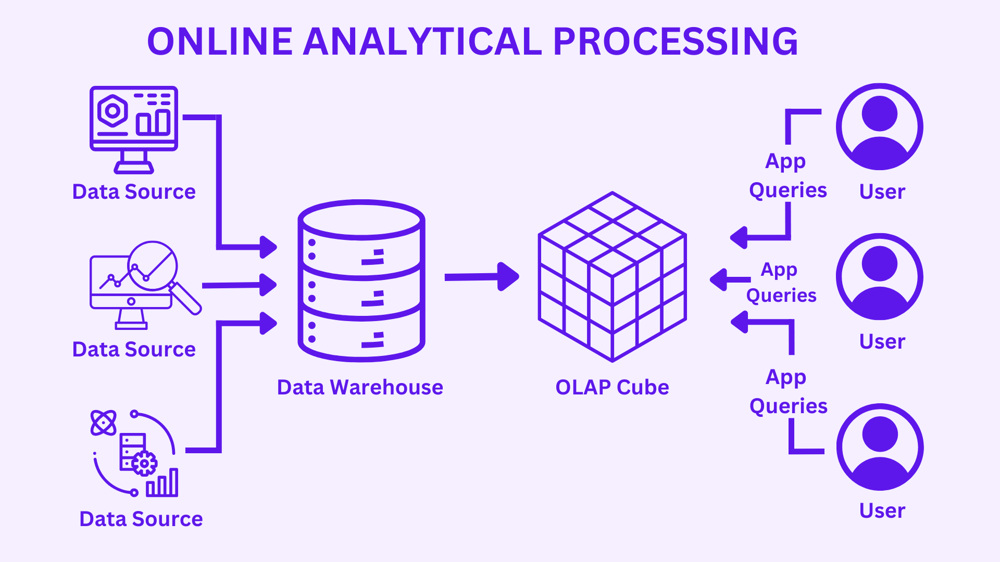 ONLINE ANALYTICAL PROCESSING
Data Source
Data Source
Data Source
Data Warehouse
OLAP Cube
App
Queries
App
Queries
App
Queries
User
User
User